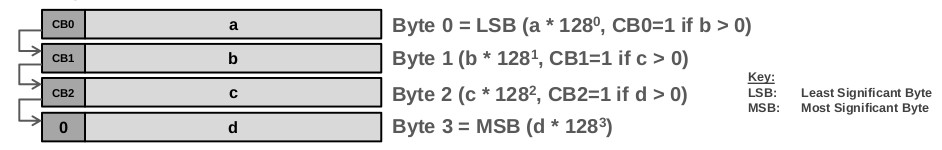 CB0 a Byte 0 = LSB (a * 128⁰, CB0=1 if b > 0)
CB1 b Byte 1 (b * 128¹, CB1=1 if c > 0)
CB2 c Byte 2 (c * 128², CB2=1 if d > 0)
0 d Byte 3 = MSB (d * 128³)
Key:
LSB: Least Significant Byte
MSB: Most Significant Byte